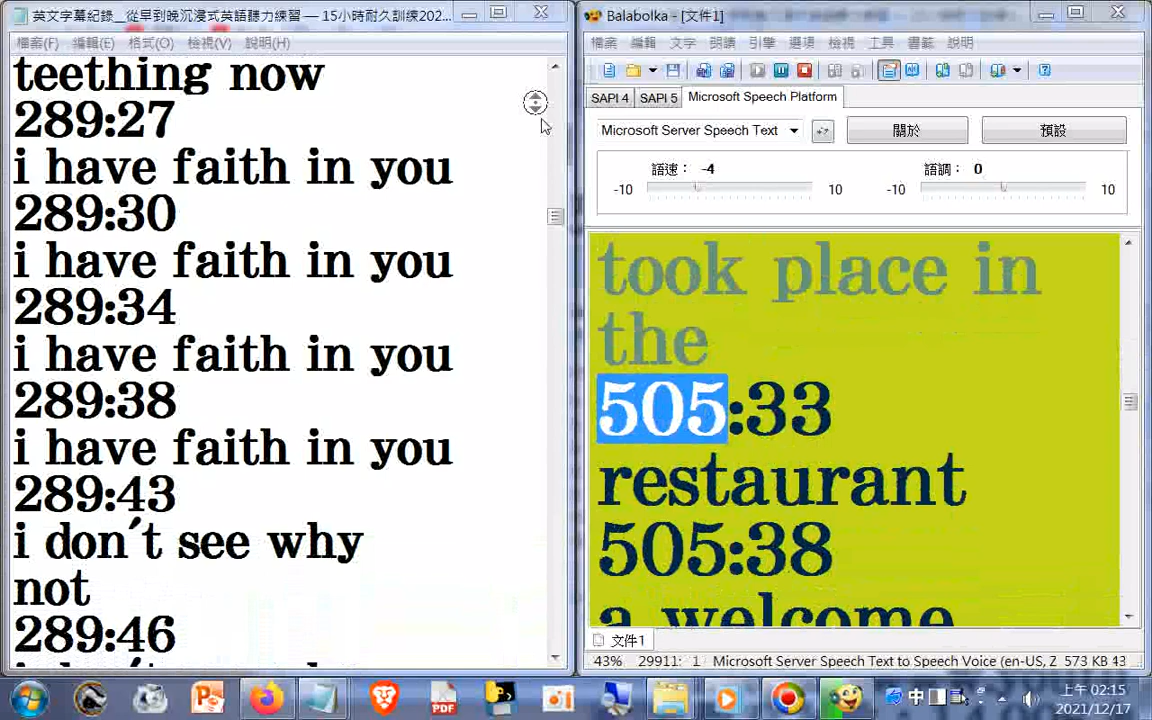 英文字幕紀錄__從早到晚沉浸式英語聽力練習 — 15小時耐久訓練202...
檔案(F) 編輯(E) 格式(O) 檢視(V) 說明(H)
teething now
289:27
i have faith in you
289:30
i have faith in you
289:34
i have faith in you
289:38
i have faith in you
289:43
i don't see why
not
289:46
Balabolka - [文件1]
檔案 編輯 文字 朗讀 引擎 選項 檢視 工具 書籤 說明
SAPI 4 SAPI 5 Microsoft Speech Platform
Microsoft Server Speech Text 關於 預設
語速: -4 語調: 0
-10 10 -10 10
took place in
the
505:33
restaurant
505:38
a welcome
文件1
43% 29911: 1 Microsoft Server Speech Text to Speech Voice (en-US, Z 573 KB 43
PDF 中 上午 02:15
2021/12/17